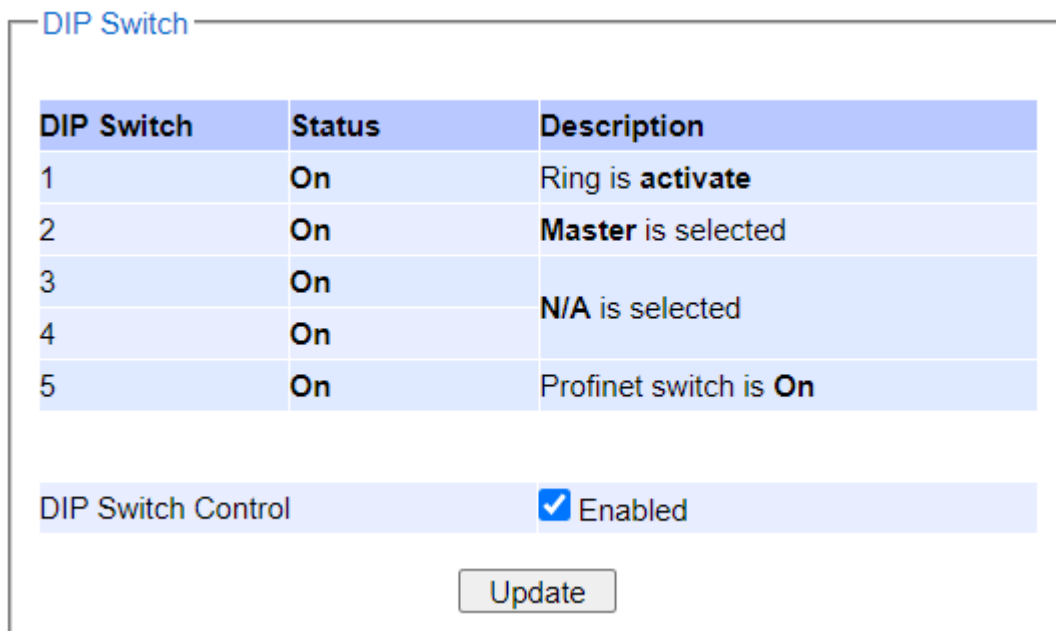 DIP Switch
DIP Switch Status Description
1 On Ring is activate
2 On Master is selected
3 On
N/A is selected
4 On
5 On Profinet switch is On
DIP Switch Control Enabled
Update